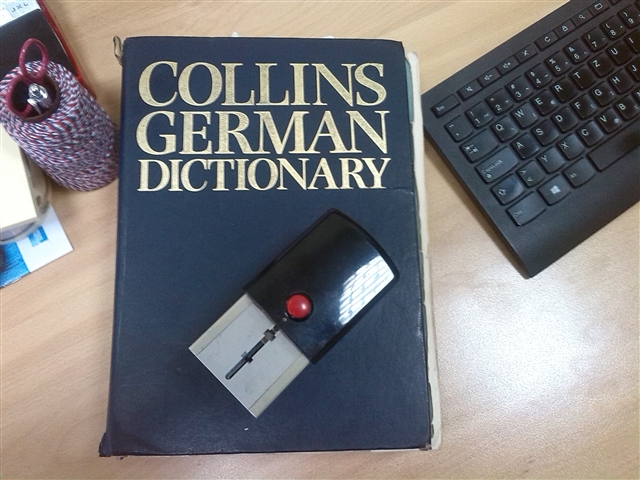 COLLINS
GERMAN
DICTIONARY
Q W E R T Z U
A S D F G H J
Y X C V B